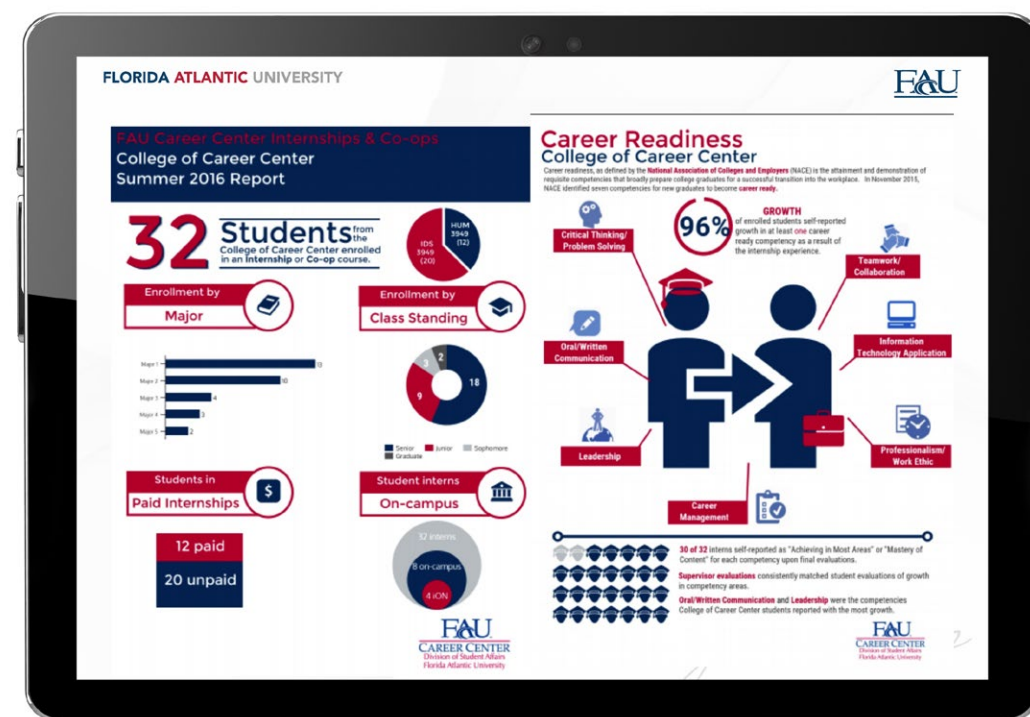 FLORIDA ATLANTIC UNIVERSITY
FAU
FAU Career Center Internships & Co-ops
College of Career Center
Summer 2016 Report
32 Students from the
College of Career Center enrolled
in an Internship or Co-op course.
HUM
3949
(12)
IDS
3949
(20)
Enrollment by
Major
Enrollment by
Class Standing
Major 1
13
Major 2
10
Major 3
4
Major 4
3
Major 5
2
3
2
18
9
Senior Junior Sophomore
Graduate
Students in
Paid Internships
$
Student interns
On-campus
12 paid
20 unpaid
32 interns
8 on-campus
4 iON
FAU
CAREER CENTER
Division of Student Affairs
Florida Atlantic University
Career Readiness
College of Career Center
Career readiness, as defined by the National Association of Colleges and Employers (NACE) is the attainment and demonstration of
requisite competencies that broadly prepare college graduates for a successful transition into the workplace. In November 2015,
NACE identified seven competencies for new graduates to become career ready.
96%
GROWTH
of enrolled students self-reported
growth in at least one career
ready competency as a result of
the internship experience.
Critical Thinking/
Problem Solving
Teamwork/
Collaboration
Oral/Written
Communication
Information
Technology Application
Leadership
Professionalism/
Work Ethic
Career
Management
30 of 32 interns self-reported as "Achieving in Most Areas" or "Mastery of
Content" for each competency upon final evaluations.
Supervisor evaluations consistently matched student evaluations of growth
in competency areas.
Oral/Written Communication and Leadership were the competencies
College of Career Center students reported with the most growth.
FAU
CAREER CENTER
Division of Student Affairs
Florida Atlantic University
2